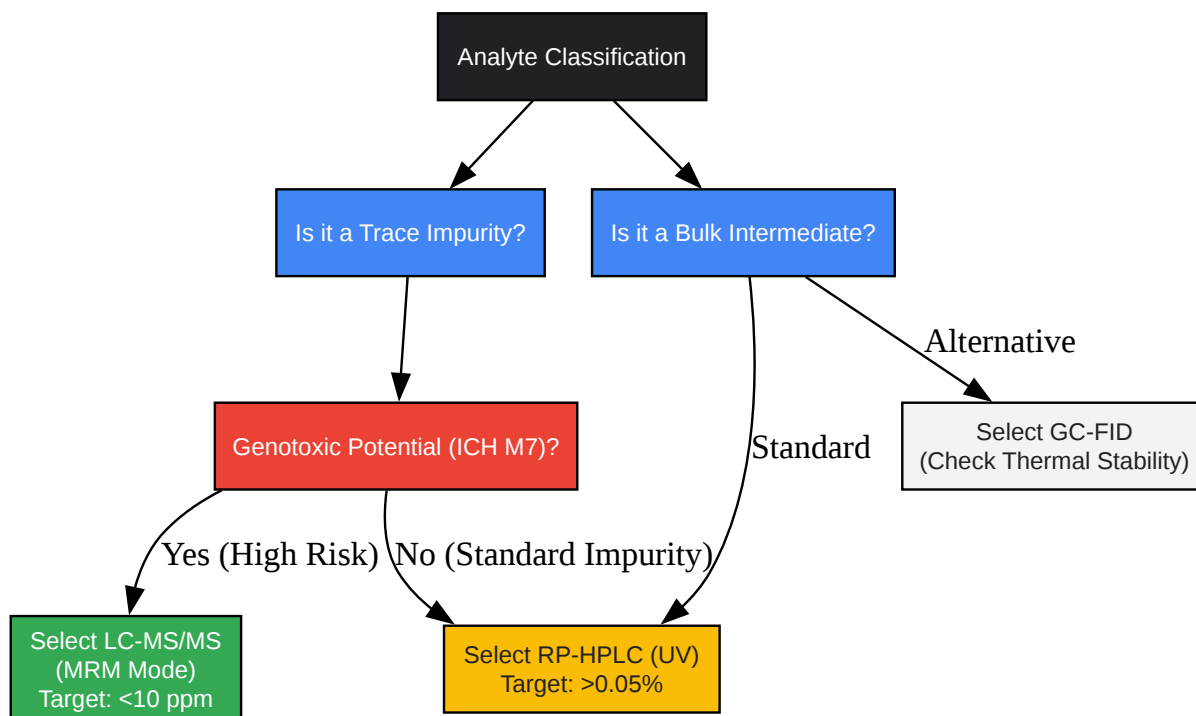 Analyte Classification
Is it a Trace Impurity?
Is it a Bulk Intermediate?
Alternative
Genotoxic Potential (ICH M7)?
Standard
Select GC-FID
(Check Thermal Stability)
Yes (High Risk)
No (Standard Impurity)
Select LC-MS/MS
(MRM Mode)
Target: <10 ppm
Select RP-HPLC (UV)
Target: >0.05%